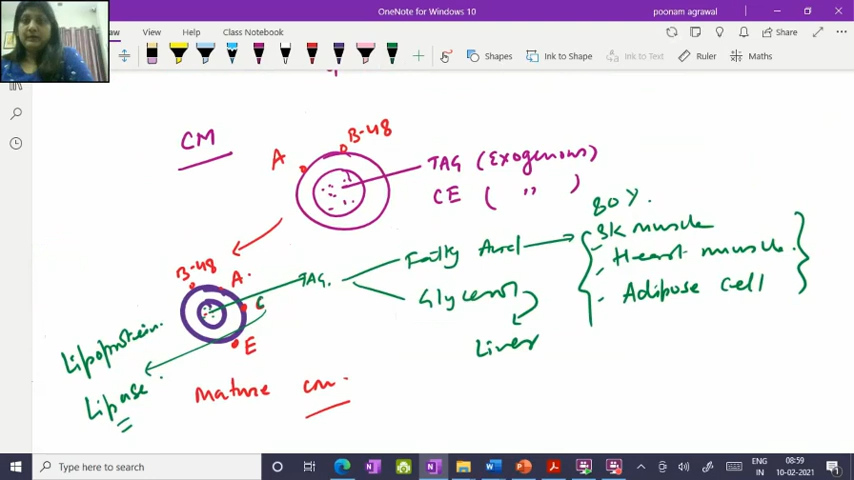 OneNote for Windows 10
poonam agrawal
aw View Help Class Notebook
Share
Shapes Ink to Shape Ink to Text Ruler Maths
CM
A B-48
TAG (Exogenous)
CE ( " )
80%.
- Sk muscle
- Heart muscle.
- Adipose cell
B-48 A.
C
E
TAG.
Fatty Acid
Glycerol
Liver
Lipoprotein.
Lipase.
Mature cm.
Type here to search
ENG
IN
08:59
10-02-2021